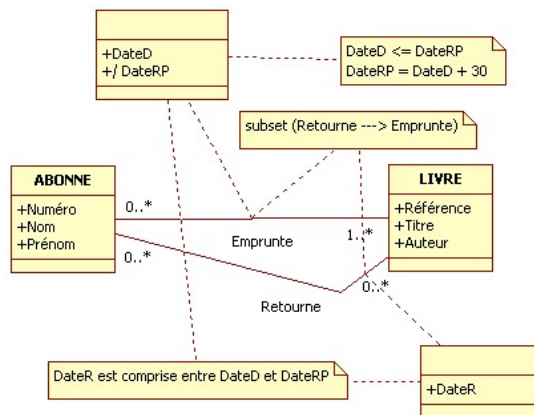 +DateD
+/ DateRP
DateD <= DateRP
DateRP = DateD + 30
subset (Retourne ---> Emprunte)
ABONNE
+Numéro
+Nom
+Prénom
LIVRE
+Référence
+Titre
+Auteur
0..*
Emprunte
1..*
0..*
Retourne
0..*
DateR est comprise entre DateD et DateRP
+DateR